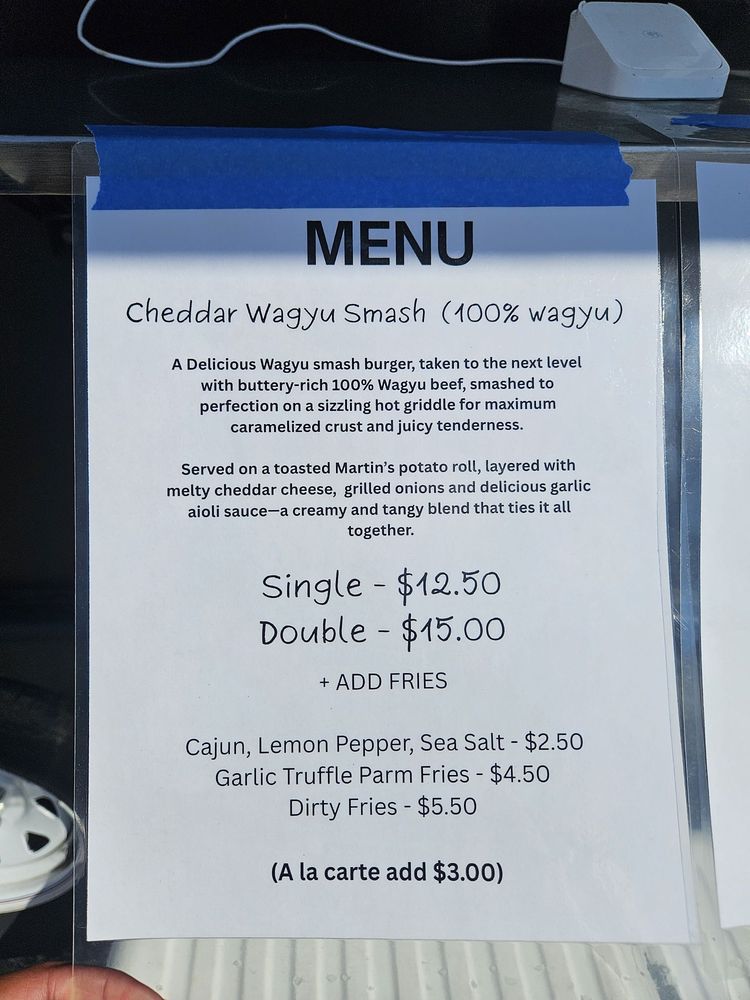 MENU
Cheddar Wagyu Smash (100% wagyu)
A Delicious Wagyu smash burger, taken to the next level
with buttery-rich 100% Wagyu beef, smashed to
perfection on a sizzling hot griddle for maximum
caramelized crust and juicy tenderness.
Served on a toasted Martin's potato roll, layered with
melty cheddar cheese, grilled onions and delicious garlic
aioli sauce—a creamy and tangy blend that ties it all
together.
Single - $12.50
Double - $15.00
+ ADD FRIES
Cajun, Lemon Pepper, Sea Salt - $2.50
Garlic Truffle Parm Fries - $4.50
Dirty Fries - $5.50
(A la carte add $3.00)